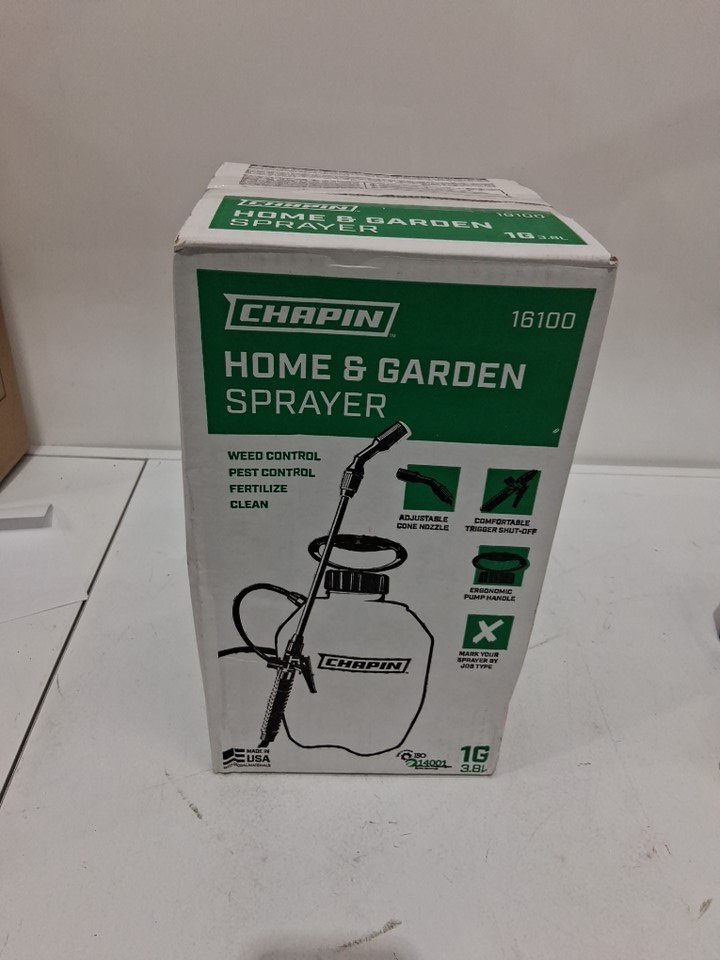 CHAPIN
HOME & GARDEN
SPRAYER
16100
1G 3.8L
CHAPIN
16100
HOME & GARDEN
SPRAYER
WEED CONTROL
PEST CONTROL
FERTILIZE
CLEAN
ADJUSTABLE
CONE NOZZLE
COMFORTABLE
TRIGGER SHUT-OFF
ERGONOMIC
PUMP HANDLE
MARK YOUR
SPRAYER BY
JOB TYPE
CHAPIN
MADE IN
USA
ISO
14001
1G
3.8L